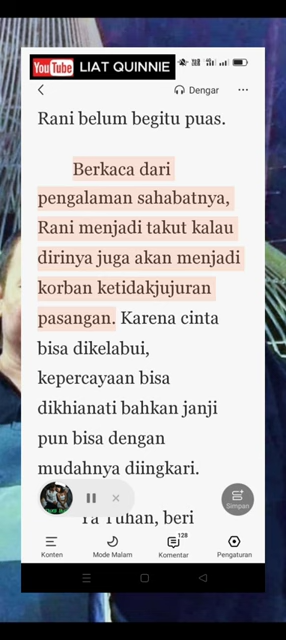 YouTube LIAT QUINNIE
Dengar
Rani belum begitu puas.
Berkaca dari
pengalaman sahabatnya,
Rani menjadi takut kalau
dirinya juga akan menjadi
korban ketidakjujuran
pasangan. Karena cinta
bisa dikelabui,
kepercayaan bisa
dikhianati bahkan janji
pun bisa dengan
mudahnya diingkari.
Simpan
Ya Tuhan, beri
128
Konten Mode Malam Komentar Pengaturan